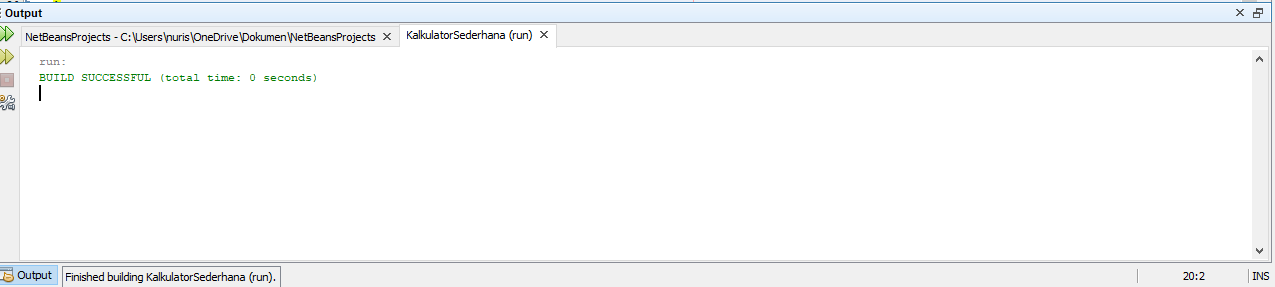 Output
NetBeansProjects - C:\Users\nuris\OneDrive\Dokumen\NetBeansProjects
KalkulatorSederhana (run)
run:
BUILD SUCCESSFUL (total time: 0 seconds)
Output
Finished building KalkulatorSederhana (run).
20:2
INS